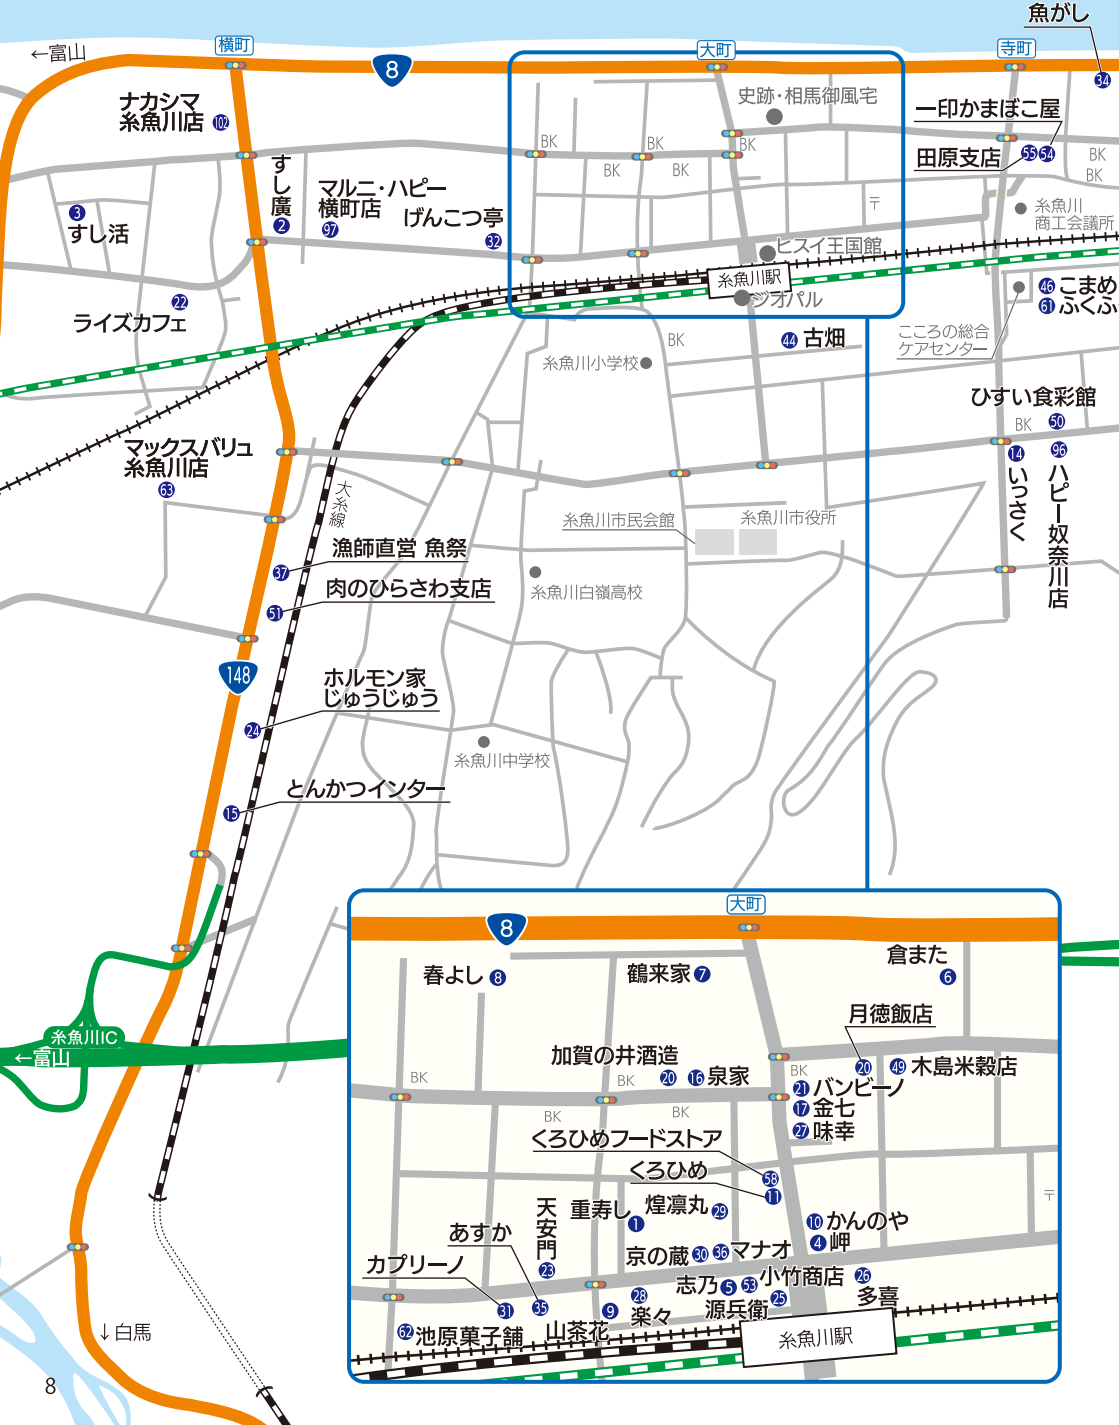 魚がし
34
←富山
横町
8
大町
寺町
ナカシマ
糸魚川店
102
史跡・相馬御風宅
一印かまぼこ屋
田原支店
55
54
BK
BK
BK
BK
BK
BK
BK
〒
すし廣
2
マルニ・ハピー
横町店
97
げんこつ亭
32
3
すし活
22
ライズカフェ
ヒスイ王国館
糸魚川駅
ジオパル
糸魚川
商工会議所
46
こまめ
61
ふくふ
こころの総合
ケアセンター
44
古畑
BK
糸魚川小学校
ひすい食彩館
50
BK
14
いっさく
96
ハピー奴奈川店
マックスバリュ
糸魚川店
63
大糸線
糸魚川市民会館
糸魚川市役所
漁師直営 魚祭
37
肉のひらさわ支店
51
糸魚川白嶺高校
148
ホルモン家
じゅうじゅう
24
糸魚川中学校
とんかつインター
15
糸魚川IC
←富山
↓白馬
8
大町
8
春よし
8
鶴来家
7
倉また
6
月徳飯店
20
49
木島米穀店
加賀の井酒造
20
16
泉家
BK
BK
BK
BK
BK
21
バンビーノ
17
金七
27
味幸
くろひめフードストア
58
くろひめ
11
〒
天安門
23
重寿し
1
煌凛丸
29
10
かんのや
4
岬
あすか
35
カプリーノ
31
京の蔵
30
36
マナオ
志乃
5
53
小竹商店
26
多喜
25
源兵衛
28
楽々
9
山茶花
62
池原菓子舗
糸魚川駅